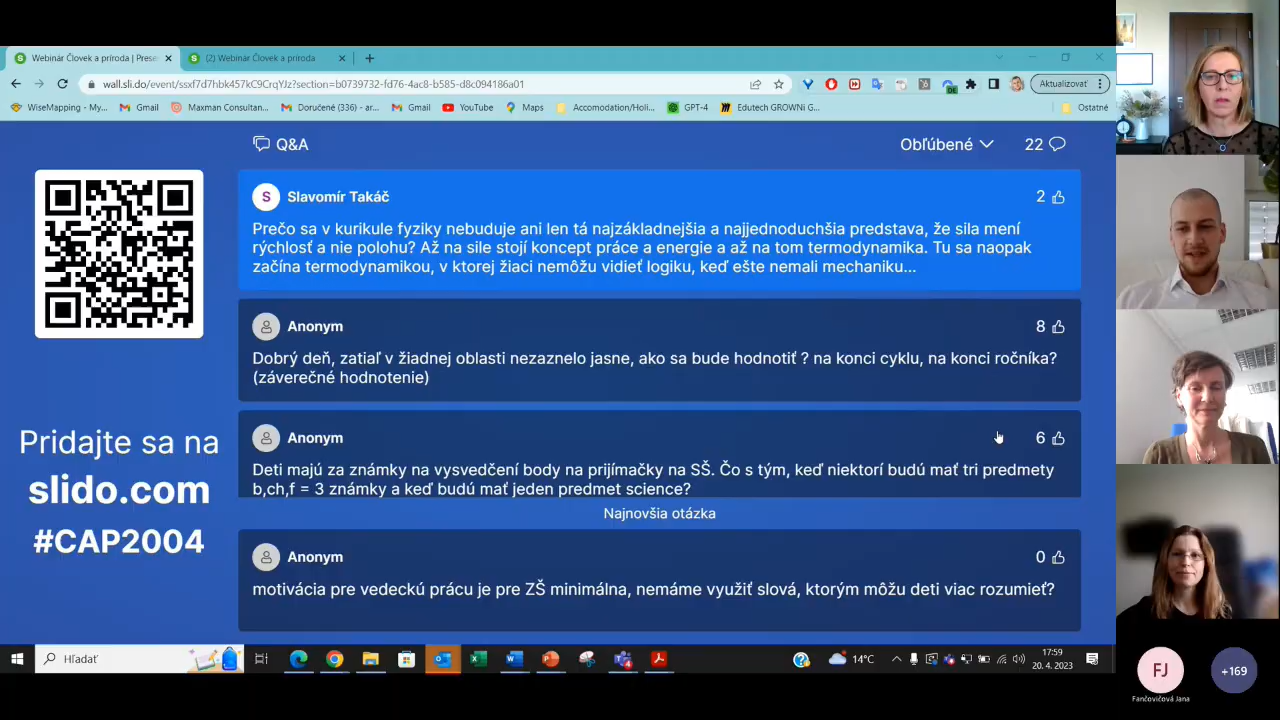 Webinár Človek a príroda | Prese
(2) Webinár Človek a príroda
wall.sli.do/event/ssxf7d7hbk457kC9CrqYJz?section=b0739732-fd76-4ac8-b585-d8c094186a01
Aktualizovať
WiseMapping - My...
Gmail
Maxman Consultan...
Doručené (336) - ar...
Gmail
YouTube
Maps
Accomodation/Holi...
GPT-4
Edutech GROWNi G...
Ostatné
Q&A
Obľúbené
22
S
Slavomír Takáč
2
Prečo sa v kurikule fyziky nebuduje ani len tá najzákladnejšia a najjednoduchšia predstava, že sila mení
rýchlosť a nie polohu? Až na sile stojí koncept práce a energie a až na tom termodynamika. Tu sa naopak
začína termodynamikou, v ktorej žiaci nemôžu vidieť logiku, keď ešte nemali mechaniku...
Anonym
8
Dobrý deň, zatiaľ v žiadnej oblasti nezaznelo jasne, ako sa bude hodnotiť ? na konci cyklu, na konci ročníka?
(záverečné hodnotenie)
Anonym
6
Deti majú za známky na vysvedčení body na prijímačky na SŠ. Čo s tým, keď niektorí budú mať tri predmety
b,ch,f = 3 známky a keď budú mať jeden predmet science?
Najnovšia otázka
Anonym
0
motivácia pre vedeckú prácu je pre ZŠ minimálna, nemáme využiť slová, ktorým môžu deti viac rozumieť?
Pridajte sa na
slido.com
#CAP2004
Hľadať
14°C
17:59
20. 4. 2023
FJ
Fančovičová Jana
+169